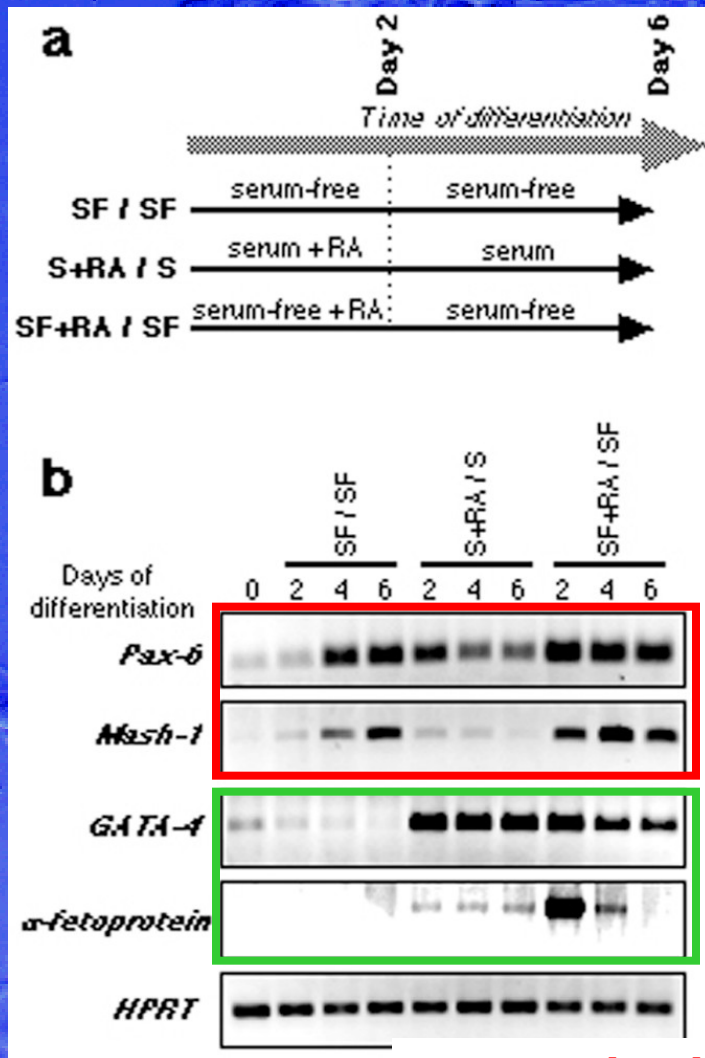 a
Day 2
Day 6
Time of differentiation
SF / SF
serum-free
serum-free
S+RA / S
serum + RA
serum
SF+RA / SF
serum-free + RA
serum-free
b
SF / SF
S+RA / S
SF+RA / SF
Days of
differentiation
0 2 4 6 2 4 6 2 4 6
Pax-6
Mash-1
GATA-4
α-fetoprotein
HPRT